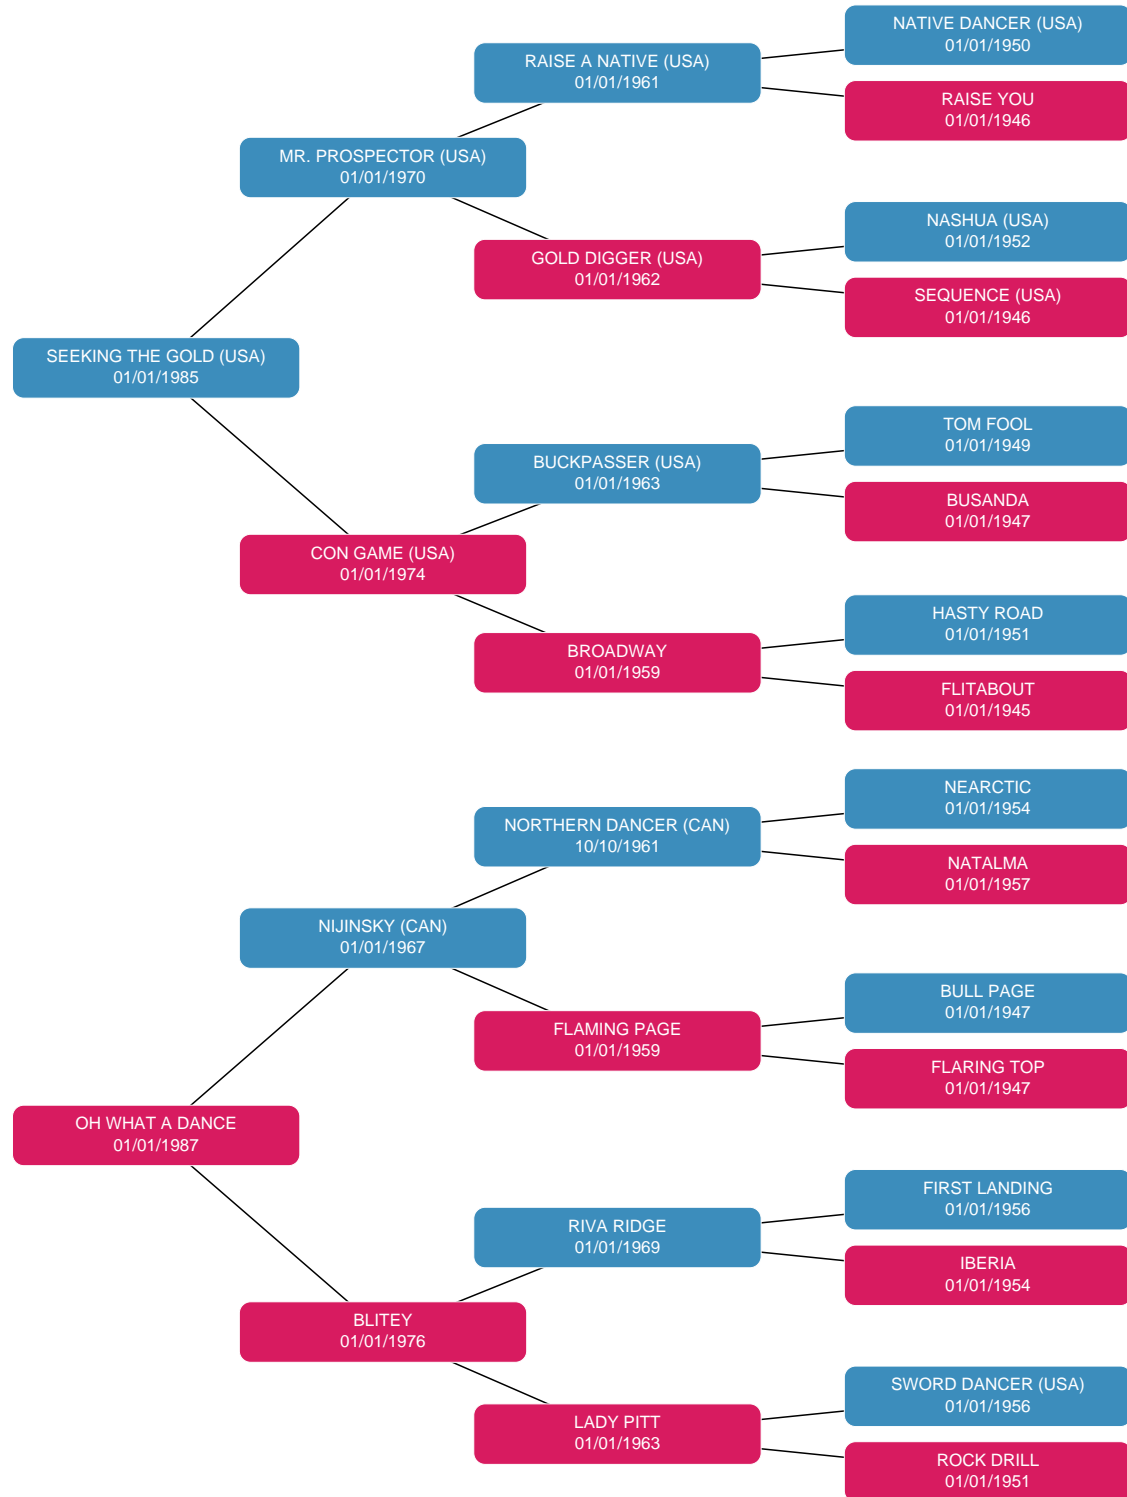 NATIVE DANCER (USA)
01/01/1950
RAISE A NATIVE (USA)
01/01/1961
RAISE YOU
01/01/1946
MR. PROSPECTOR (USA)
01/01/1970
NASHUA (USA)
01/01/1952
GOLD DIGGER (USA)
01/01/1962
SEQUENCE (USA)
01/01/1946
SEEKING THE GOLD (USA)
01/01/1985
TOM FOOL
01/01/1949
BUCKPASSER (USA)
01/01/1963
BUSANDA
01/01/1947
CON GAME (USA)
01/01/1974
HASTY ROAD
01/01/1951
BROADWAY
01/01/1959
FLITABOUT
01/01/1945
NEARCTIC
01/01/1954
NORTHERN DANCER (CAN)
10/10/1961
NATALMA
01/01/1957
NIJINSKY (CAN)
01/01/1967
BULL PAGE
01/01/1947
FLAMING PAGE
01/01/1959
FLARING TOP
01/01/1947
OH WHAT A DANCE
01/01/1987
FIRST LANDING
01/01/1956
RIVA RIDGE
01/01/1969
IBERIA
01/01/1954
BLITEY
01/01/1976
SWORD DANCER (USA)
01/01/1956
LADY PITT
01/01/1963
ROCK DRILL
01/01/1951